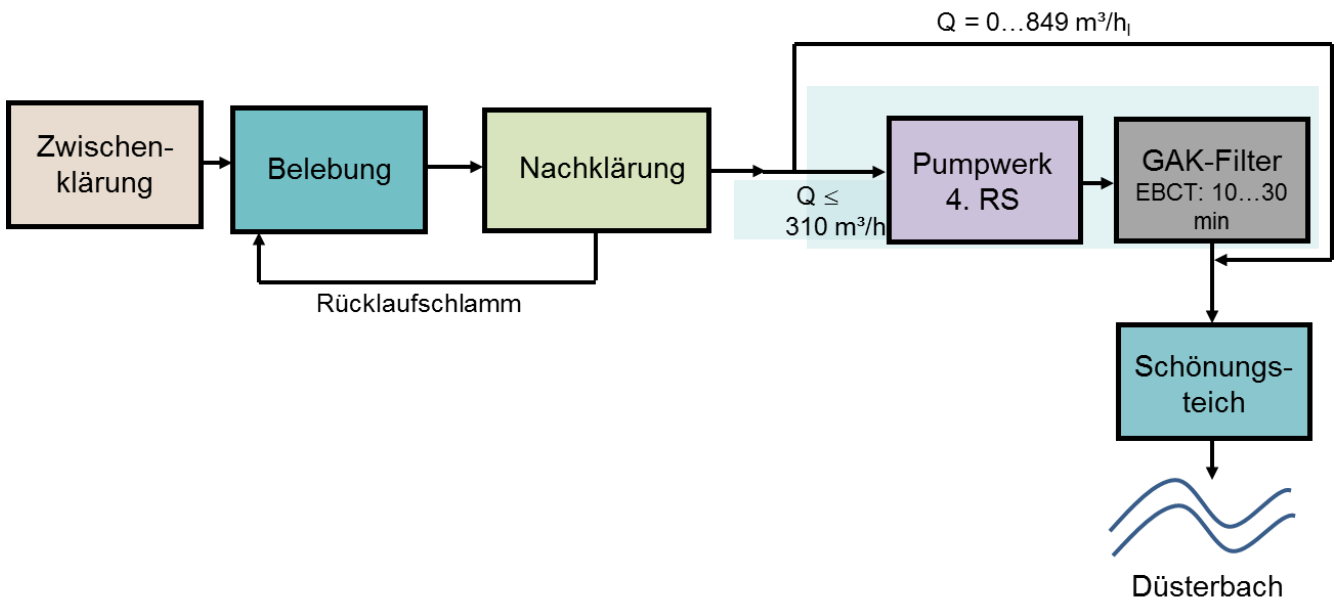 Q = 0…849 m³/hₗ
Zwischen-
klärung
Belebung
Nachklärung
Q ≤
310 m³/h
Pumpwerk
4. RS
GAK-Filter
EBCT: 10…30
min
Rücklaufschlamm
Schönungs-
teich
Düsterbach